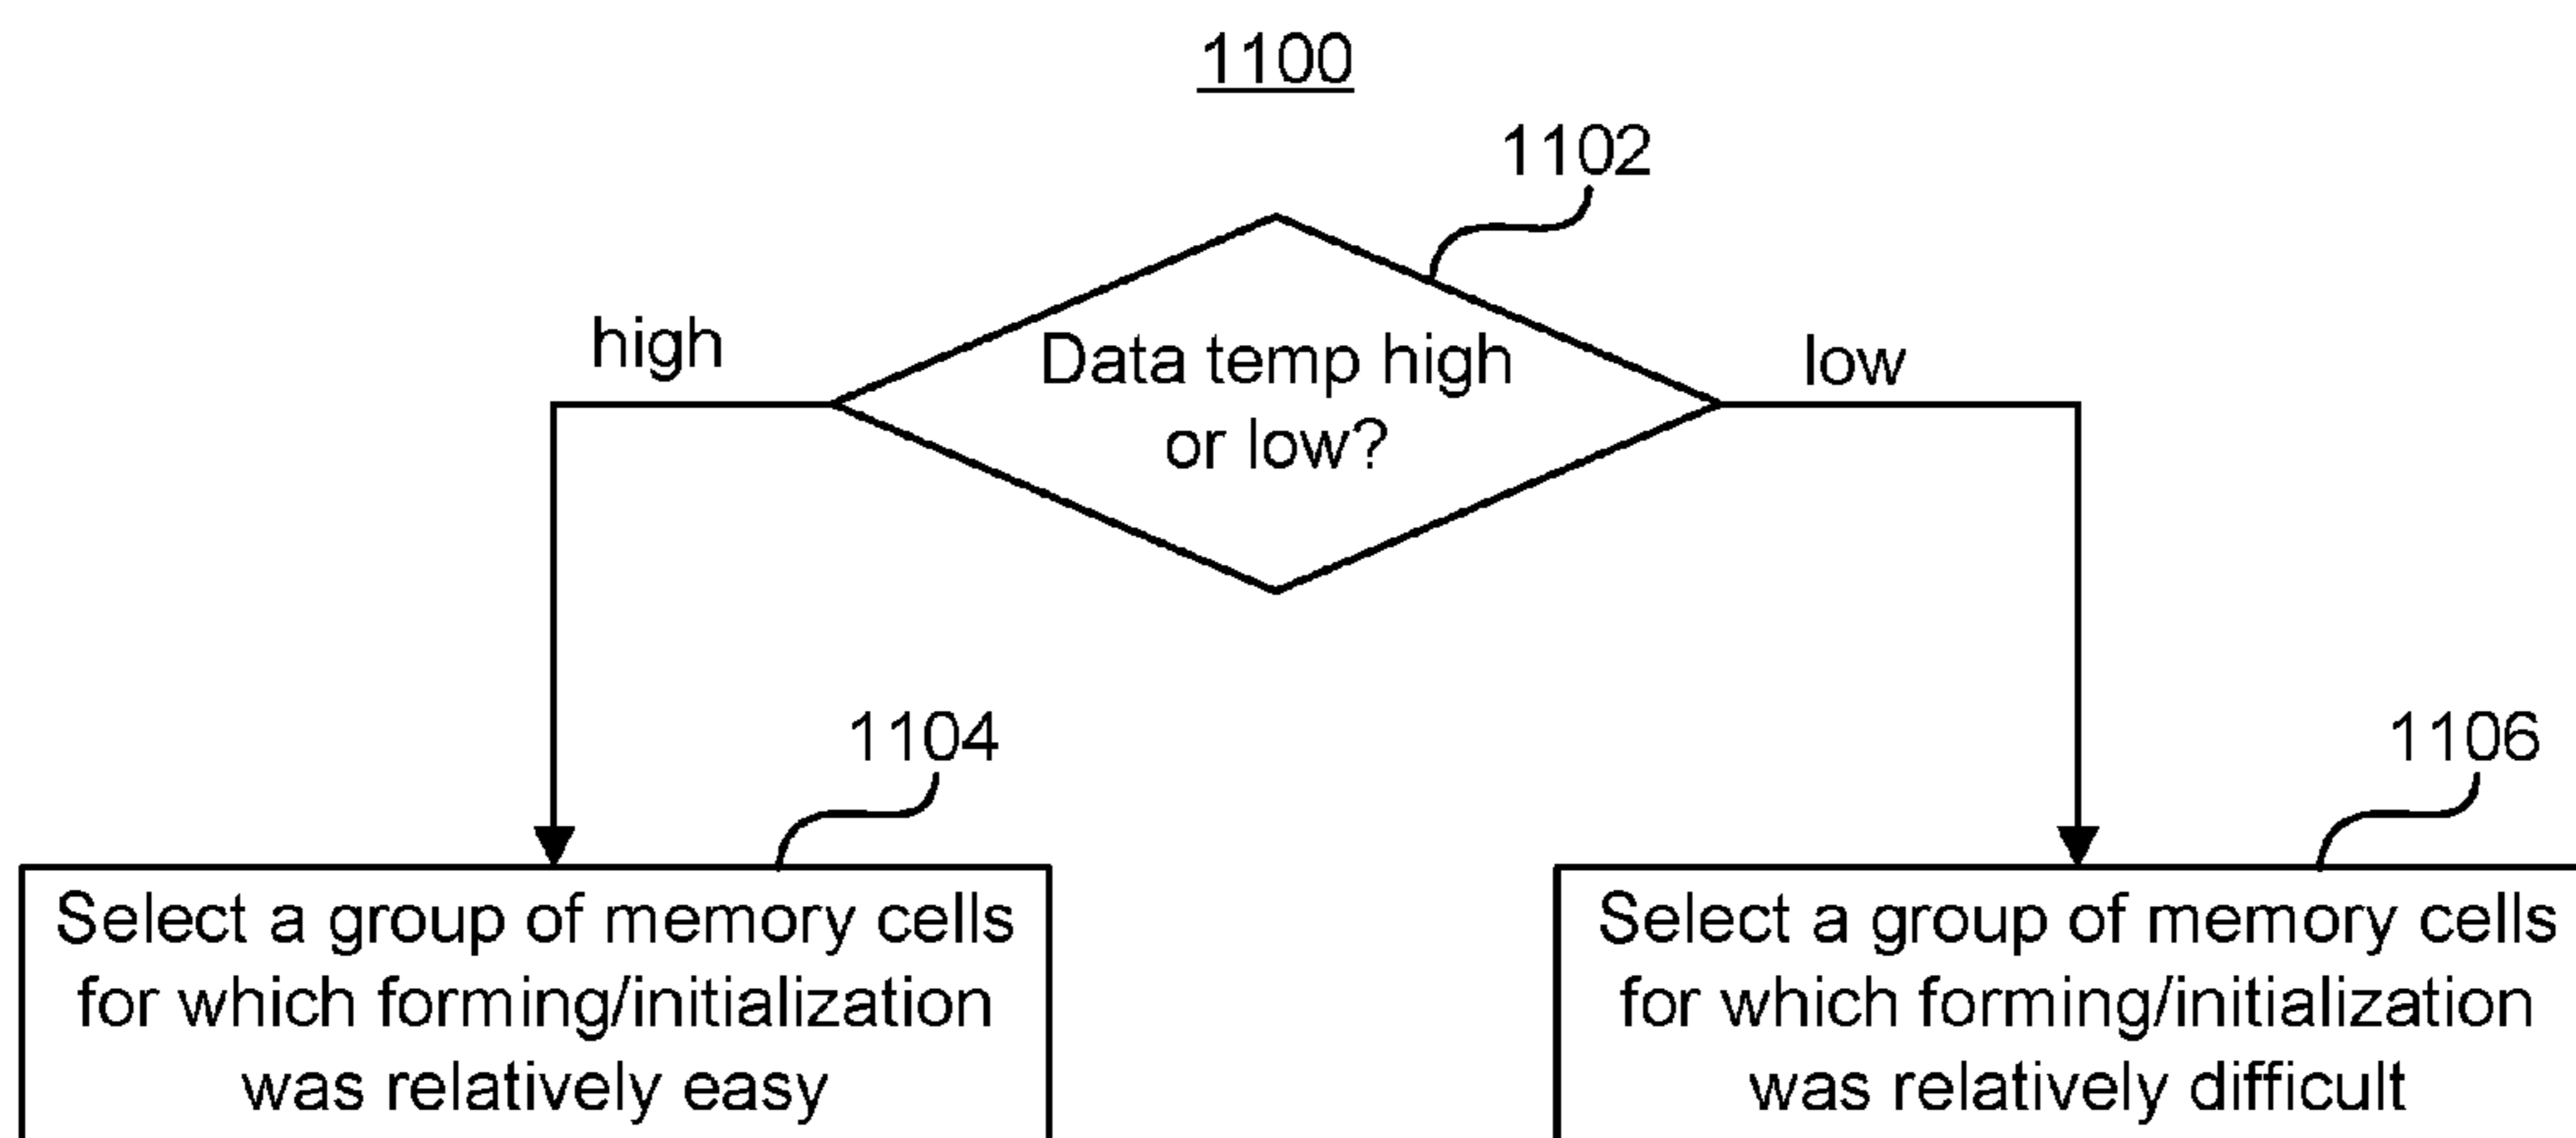 1100
1102
high
Data temp high
or low?
low
1104
1106
Select a group of memory cells
for which forming/initialization
was relatively easy
Select a group of memory cells
for which forming/initialization
was relatively difficult